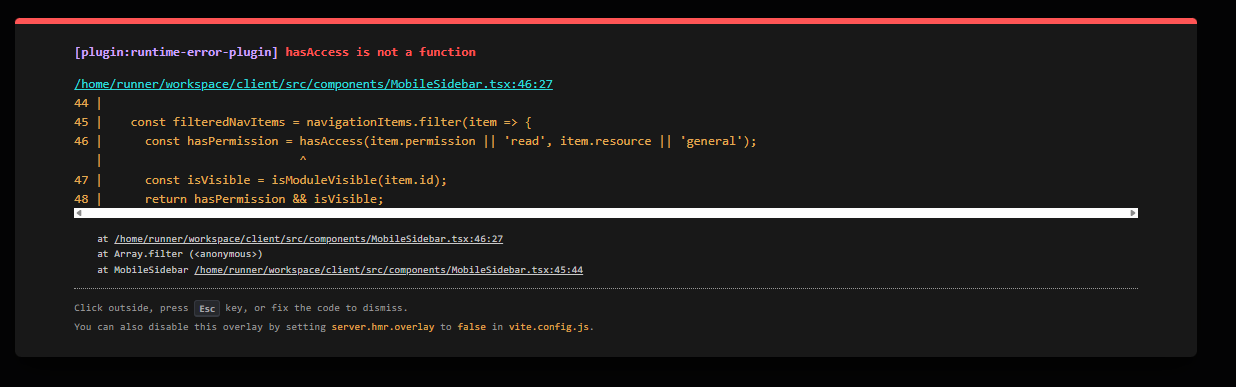 [plugin:runtime-error-plugin] hasAccess is not a function
/home/runner/workspace/client/src/components/MobileSidebar.tsx:46:27
44 |
45 |    const filteredNavItems = navigationItems.filter(item => {
46 |      const hasPermission = hasAccess(item.permission || 'read', item.resource || 'general');
   |                            ^
47 |      const isVisible = isModuleVisible(item.id);
48 |      return hasPermission && isVisible;
at /home/runner/workspace/client/src/components/MobileSidebar.tsx:46:27
at Array.filter (<anonymous>)
at MobileSidebar /home/runner/workspace/client/src/components/MobileSidebar.tsx:45:44
Click outside, press Esc key, or fix the code to dismiss.
You can also disable this overlay by setting server.hmr.overlay to false in vite.config.js.